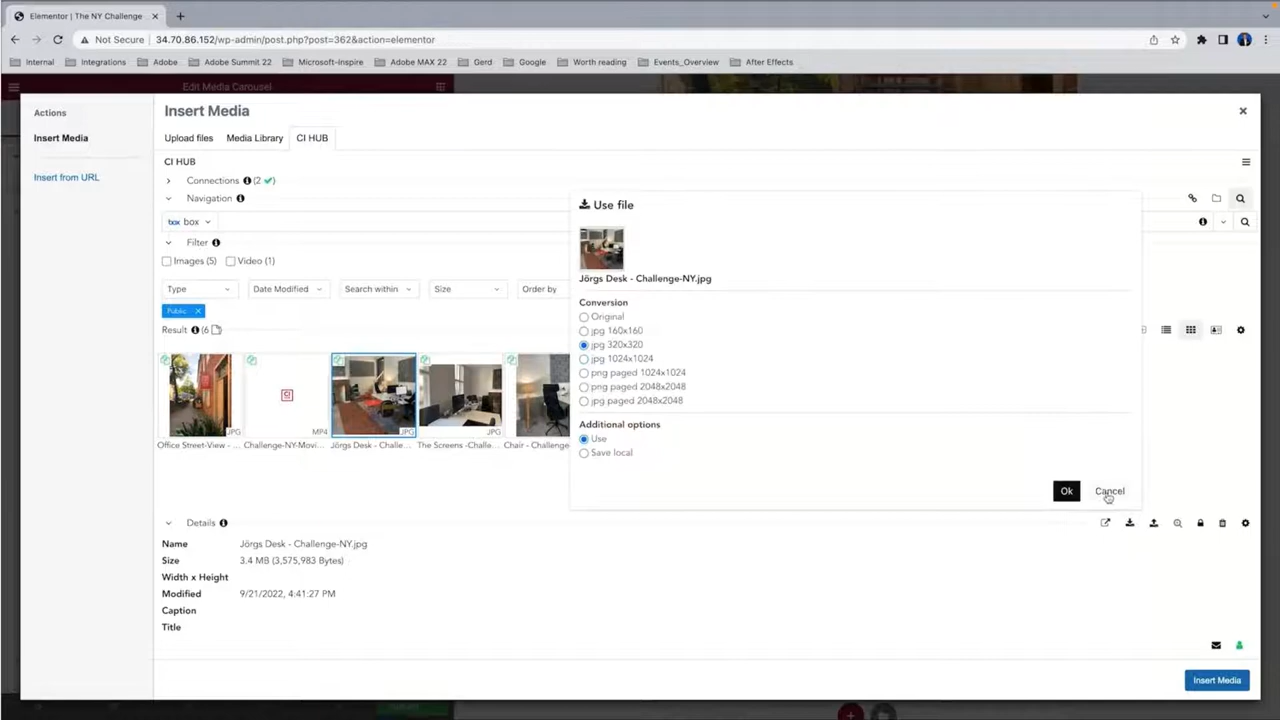 Elementor | The NY Challenge
Not Secure 34.70.86.152/wp-admin/post.php?post=362&action=elementor
Internal Integrations Adobe Adobe Summit 22 Microsoft-Inspire Adobe MAX 22 Gerd Google Worth reading Events_Overview After Effects
Edit Media Carousel
Actions
Insert Media
Insert from URL
Insert Media
Upload files Media Library CI HUB
CI HUB
Connections (2
Navigation
box box
Filter
Images (5) Video (1)
Type Date Modified Search within Size Order by
Public
Result (6
JPG MP4 JPG JPG
Office Street-View - ... Challenge-NY-Movi... Jörgs Desk - Challe... The Screens -Challe... Chair - Challenge
Use file
Jörgs Desk - Challenge-NY.jpg
Conversion
Original
jpg 160x160
jpg 320x320
jpg 1024x1024
png paged 1024x1024
png paged 2048x2048
jpg paged 2048x2048
Additional options
Use
Save local
Ok Cancel
Details
Name Jörgs Desk - Challenge-NY.jpg
Size 3.4 MB (3,575,983 Bytes)
Width x Height
Modified 9/21/2022, 4:41:27 PM
Caption
Title
Insert Media